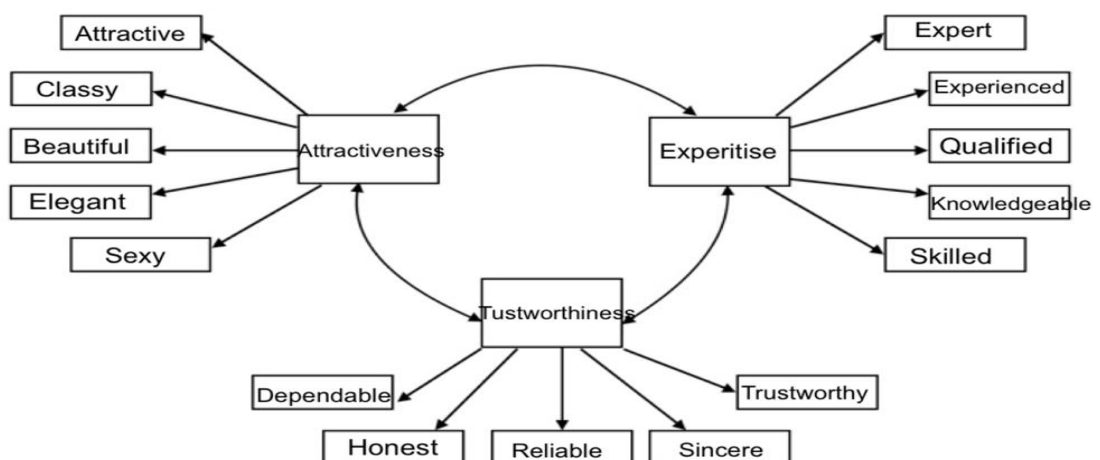 Attractive
Expert
Classy
Experienced
Beautiful
Attractiveness
Experitise
Qualified
Elegant
Knowledgeable
Sexy
Skilled
Tustworthiness
Dependable
Trustworthy
Honest
Reliable
Sincere